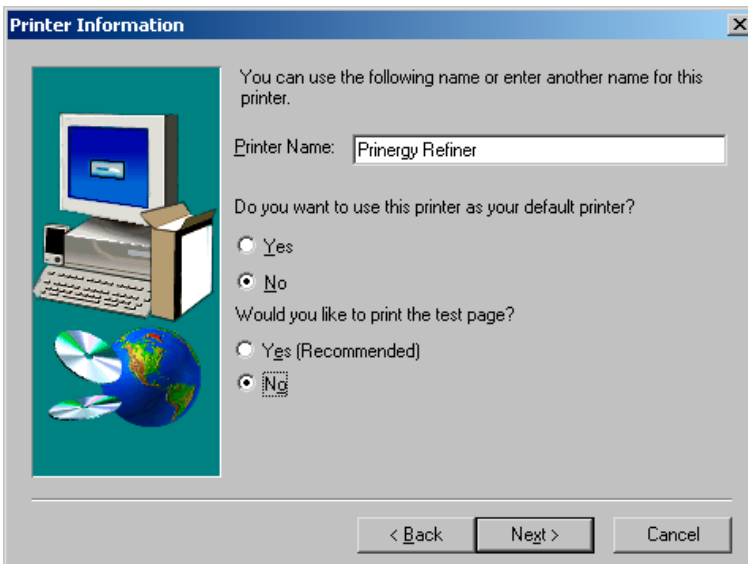 Printer Information
You can use the following name or enter another name for this
printer.
Printer Name: Prinergy Refiner
Do you want to use this printer as your default printer?
Yes
No
Would you like to print the test page?
Yes (Recommended)
No
< Back Next > Cancel